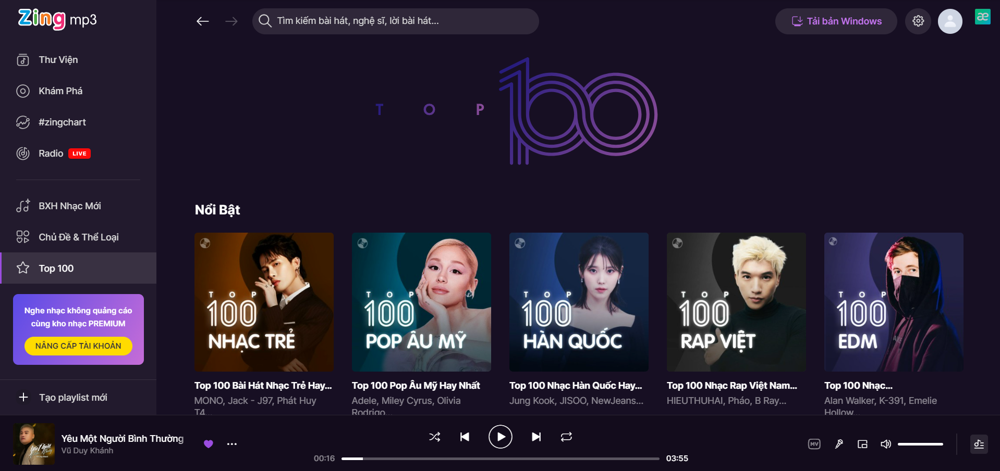 Zing mp3
Thư Viện
Khám Phá
#zingchart
Radio LIVE
BXH Nhạc Mới
Chủ Đề & Thể Loại
Top 100
Nghe nhạc không quảng cáo
cùng kho nhạc PREMIUM
NÂNG CẤP TÀI KHOẢN
Tạo playlist mới
Tìm kiếm bài hát, nghệ sĩ, lời bài hát...
Tải bản Windows
æ
TOP 100
Nổi Bật
TOP
100
NHẠC TRẺ
Top 100 Bài Hát Nhạc Trẻ Hay...
MONO, Jack - J97, Phát Huy
T4...
TOP
100
POP ÂU MỸ
Top 100 Pop Âu Mỹ Hay Nhất
Adele, Miley Cyrus, Olivia
Rodrigo...
TOP
100
HÀN QUỐC
Top 100 Nhạc Hàn Quốc Hay...
Jung Kook, JISOO, NewJeans...
TOP
100
RAP VIỆT
Top 100 Nhạc Rap Việt Nam...
HIEUTHUHAI, Pháo, B Ray...
TOP
100
EDM
Top 100 Nhạc...
Alan Walker, K-391, Emelie
Hollow...
Yêu Một Người Bình Thường
Vũ Duy Khánh
00:16
03:55
MV